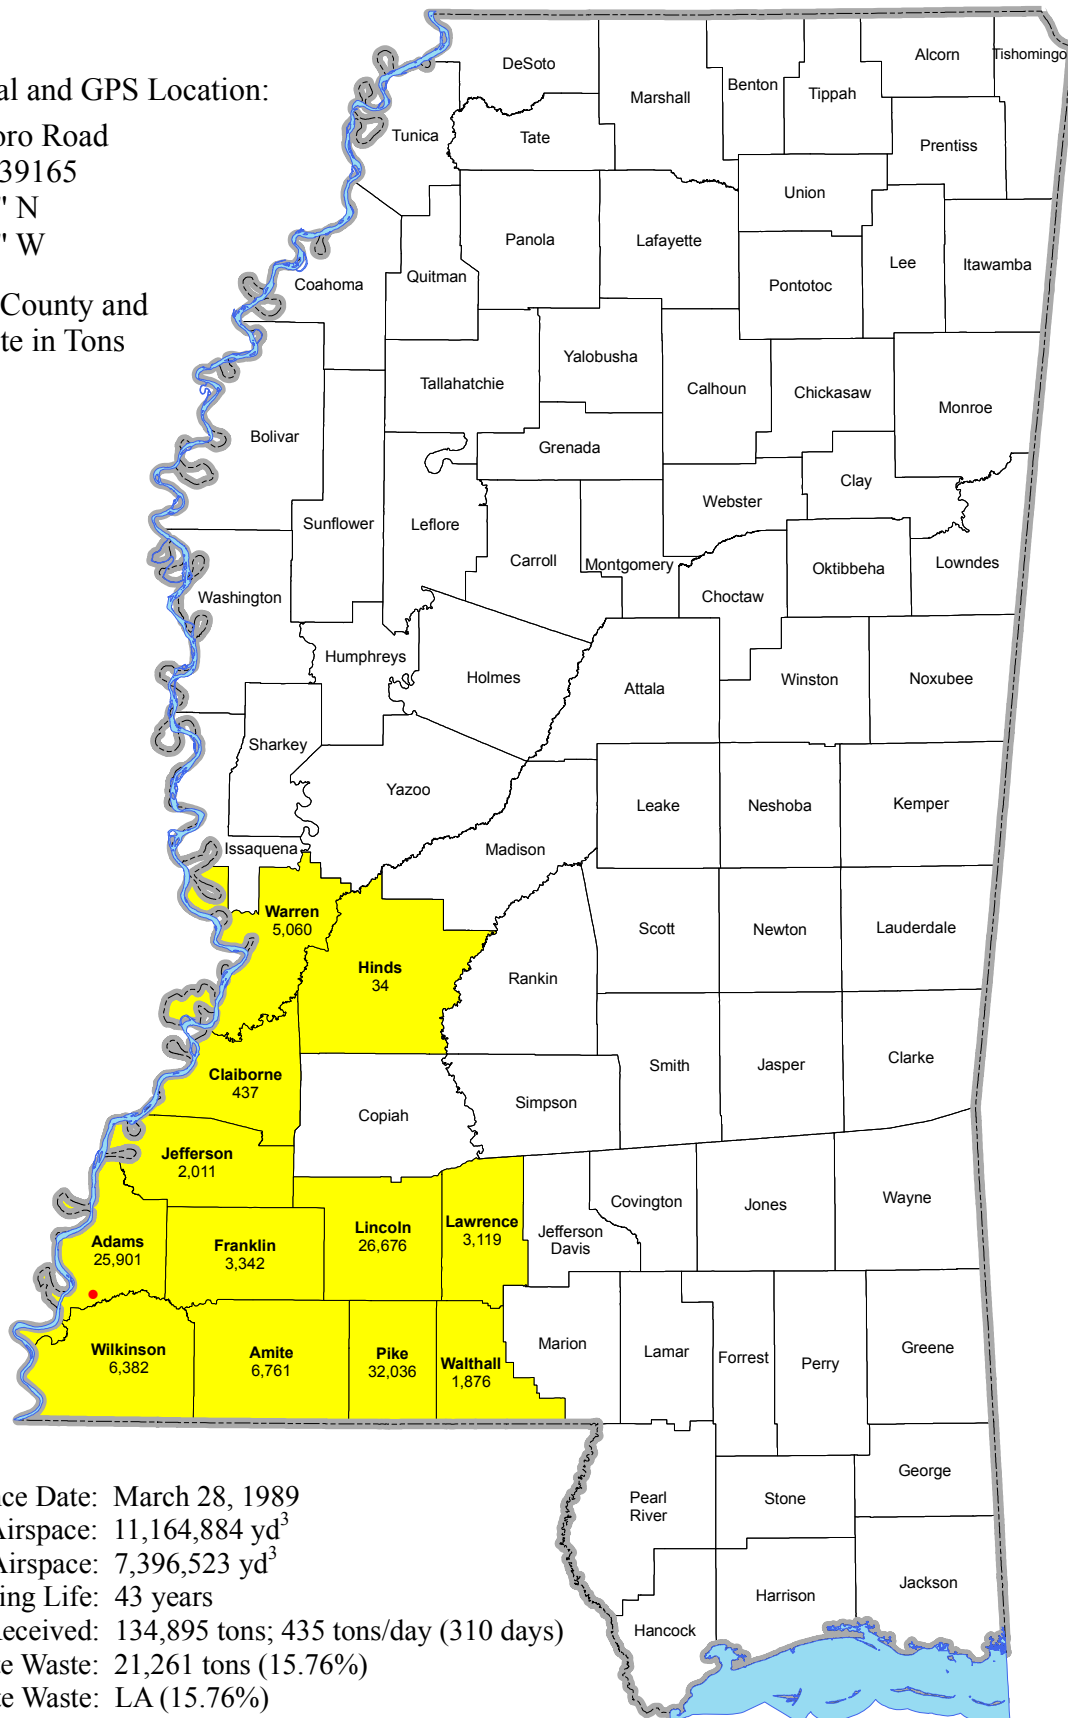 al and GPS Location:
oro Road
39165
" N
" W
County and
te in Tons
DeSoto
Marshall
Benton
Tippah
Alcorn
Tishomingo
Tunica
Tate
Prentiss
Union
Panola
Lafayette
Lee
Itawamba
Coahoma
Quitman
Pontotoc
Yalobusha
Tallahatchie
Calhoun
Chickasaw
Monroe
Bolivar
Grenada
Clay
Webster
Sunflower
Leflore
Carroll
Montgomery
Oktibbeha
Lowndes
Washington
Choctaw
Humphreys
Holmes
Attala
Winston
Noxubee
Sharkey
Yazoo
Leake
Neshoba
Kemper
Issaquena
Madison
Warren
5,060
Scott
Newton
Lauderdale
Hinds
34
Rankin
Smith
Jasper
Clarke
Claiborne
437
Copiah
Simpson
Jefferson
2,011
Covington
Jones
Wayne
Adams
25,901
Franklin
3,342
Lincoln
26,676
Lawrence
3,119
Jefferson
Davis
Wilkinson
6,382
Amite
6,761
Pike
32,036
Walthall
1,876
Marion
Lamar
Forrest
Perry
Greene
George
Pearl
River
Stone
Harrison
Jackson
Hancock
nce Date: March 28, 1989
Airspace: 11,164,884 yd³
Airspace: 7,396,523 yd³
ing Life: 43 years
eceived: 134,895 tons; 435 tons/day (310 days)
te Waste: 21,261 tons (15.76%)
te Waste: LA (15.76%)